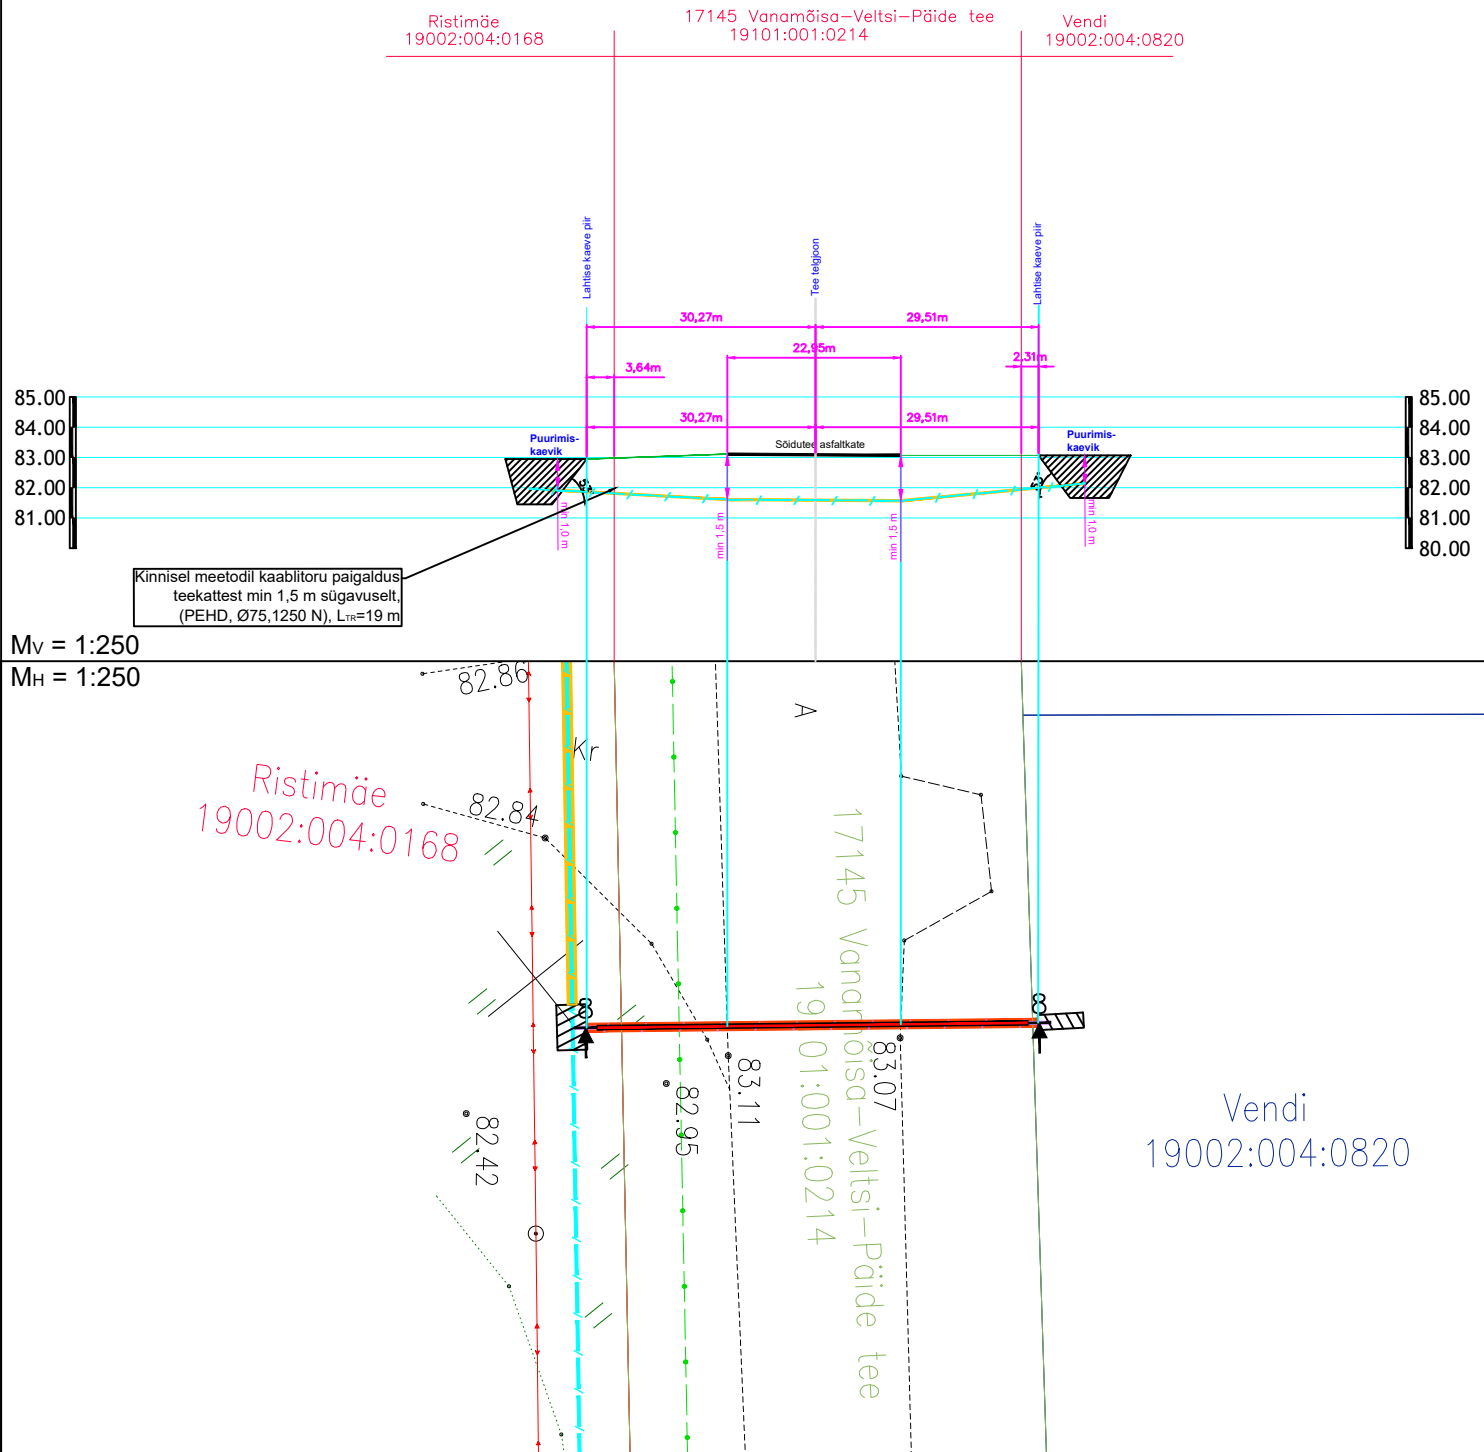 Ristimäe
19002:004:0168
17145 Vanamõisa-Veltsi-Päide tee
19101:001:0214
Vendi
19002:004:0820
Lahtise kaeve piir
Tee telgjoon
Lahtise kaeve piir
30,27m
29,51m
22,95m
2,31m
3,64m
85.00
84.00
83.00
82.00
81.00
30,27m
29,51m
Sõidutee asfaltkate
Puurimis-
kaevik
Puurimis-
kaevik
85.00
84.00
83.00
82.00
81.00
80.00
min 1,0 m
min 1,5 m
min 1,5 m
min 1,0 m
Kinnisel meetodil kaablitoru paigaldus
teekattest min 1,5 m sügavuselt,
(PEHD, Ø75,1250 N), LTR=19 m
MV = 1:250
MH = 1:250
82.86
Kr
A
Ristimäe
19002:004:0168
82.84
17145 Vanamõisa-Veltsi-Päide tee
19101:001:0214
8
8
83.11
83.07
82.95
82.42
Vendi
19002:004:0820